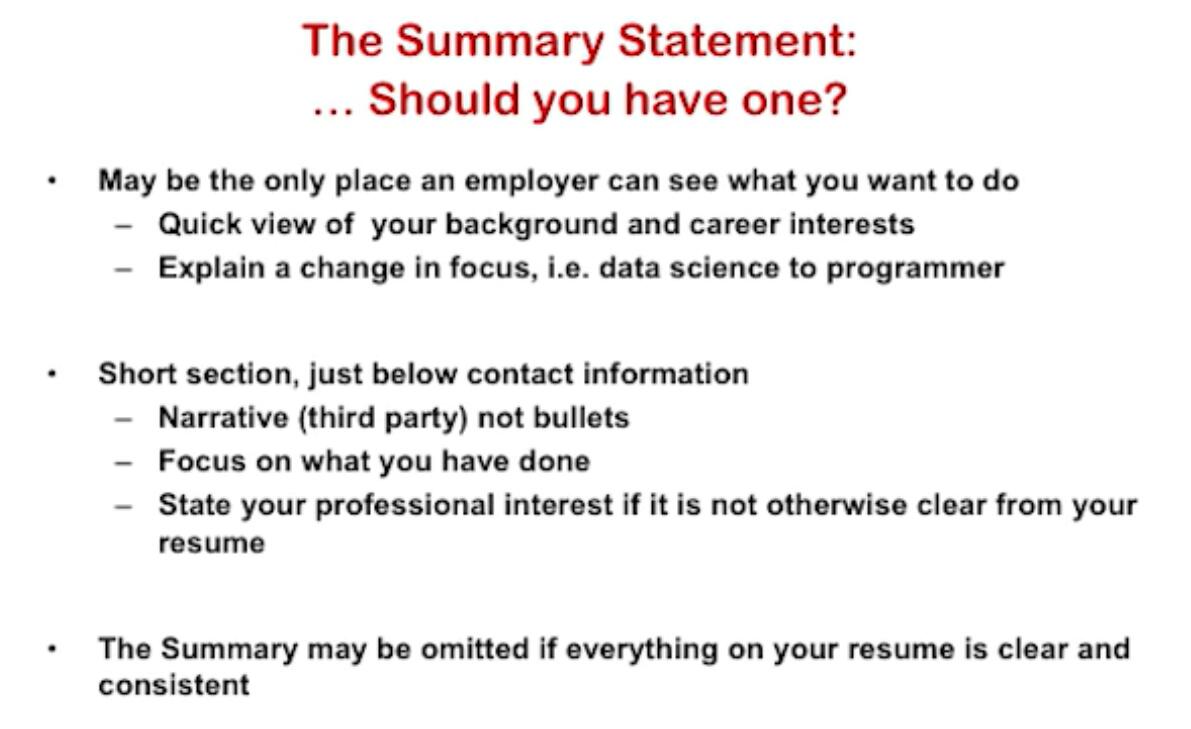 The Summary Statement:
... Should you have one?
• May be the only place an employer can see what you want to do
– Quick view of your background and career interests
– Explain a change in focus, i.e. data science to programmer
• Short section, just below contact information
– Narrative (third party) not bullets
– Focus on what you have done
– State your professional interest if it is not otherwise clear from your
resume
• The Summary may be omitted if everything on your resume is clear and
consistent